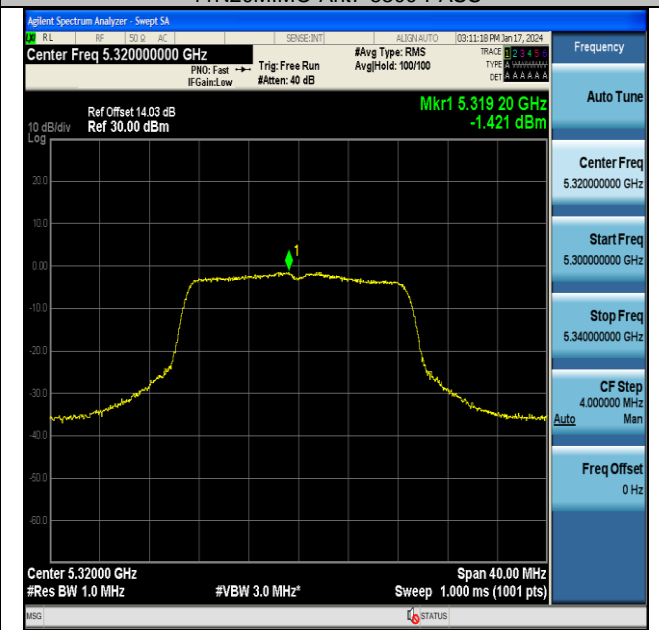 Agilent Spectrum Analyzer - Swept SA
RL RF 50 Ω AC SENSE:INT ALIGN AUTO 03:11:18 PM Jan 17, 2024
Center Freq 5.320000000 GHz
PNO: Fast
IFGain:Low
Trig: Free Run
#Atten: 40 dB
#Avg Type: RMS
Avg|Hold: 100/100
TRACE 1 2 3 4 5 6
TYPE A
DET A A A A A A
Ref Offset 14.03 dB
10 dB/div Ref 30.00 dBm
Log
Mkr1 5.319 20 GHz
-1.421 dBm
20.0
10.0
0.00
-10.0
-20.0
-30.0
-40.0
-50.0
-60.0
1
Center 5.32000 GHz Span 40.00 MHz
#Res BW 1.0 MHz #VBW 3.0 MHz* Sweep 1.000 ms (1001 pts)
MSG STATUS
Frequency
Auto Tune
Center Freq
5.320000000 GHz
Start Freq
5.300000000 GHz
Stop Freq
5.340000000 GHz
CF Step
4.000000 MHz
Auto Man
Freq Offset
0 Hz